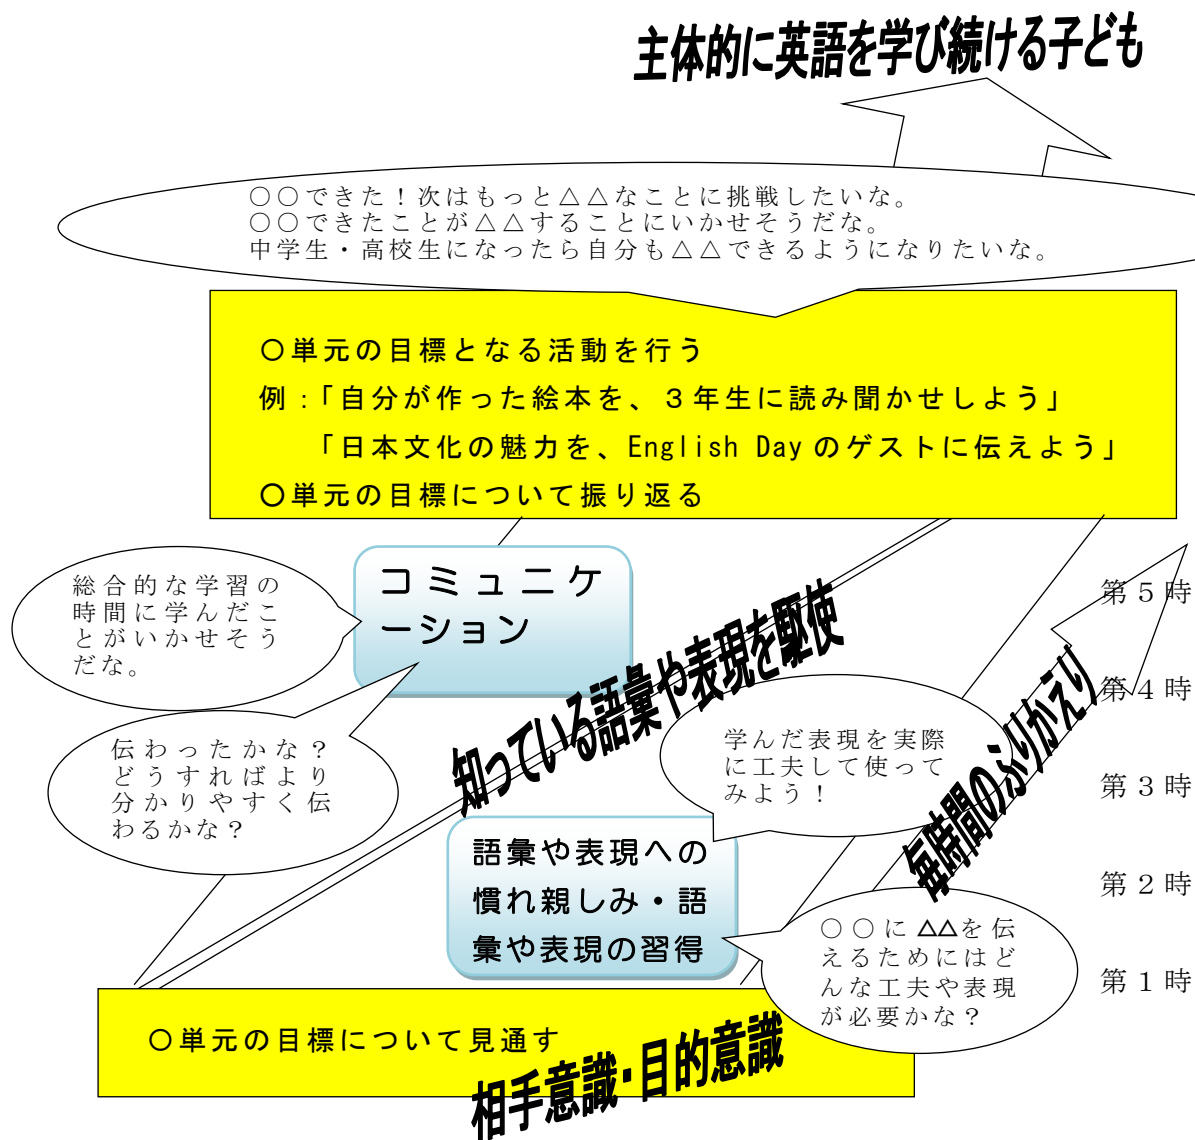 主体的に英語を学び続ける子ども
〇〇できた！次はもっと△△なことに挑戦したいな。
〇〇できたことが△△することにいかせそうだな。
中学生・高校生になったら自分も△△できるようになりたいな。
〇単元の目標となる活動を行う
例：「自分が作った絵本を、３年生に読み聞かせしよう」
「日本文化の魅力を、English Day のゲストに伝えよう」
〇単元の目標について振り返る
コミュニケ
ーション
総合的な学習の
時間に学んだこ
とがいかせそう
だな。
伝わったかな？
どうすればより
分かりやすく伝
わるかな？
知っている語彙や表現を駆使
学んだ表現を実際
に工夫して使って
みよう！
毎時間のふりかえり
第５時
第４時
第３時
第２時
第１時
語彙や表現への
慣れ親しみ・語
彙や表現の習得
〇〇に△△を伝
えるためにはど
んな工夫や表現
が必要かな？
〇単元の目標について見通す
相手意識・目的意識